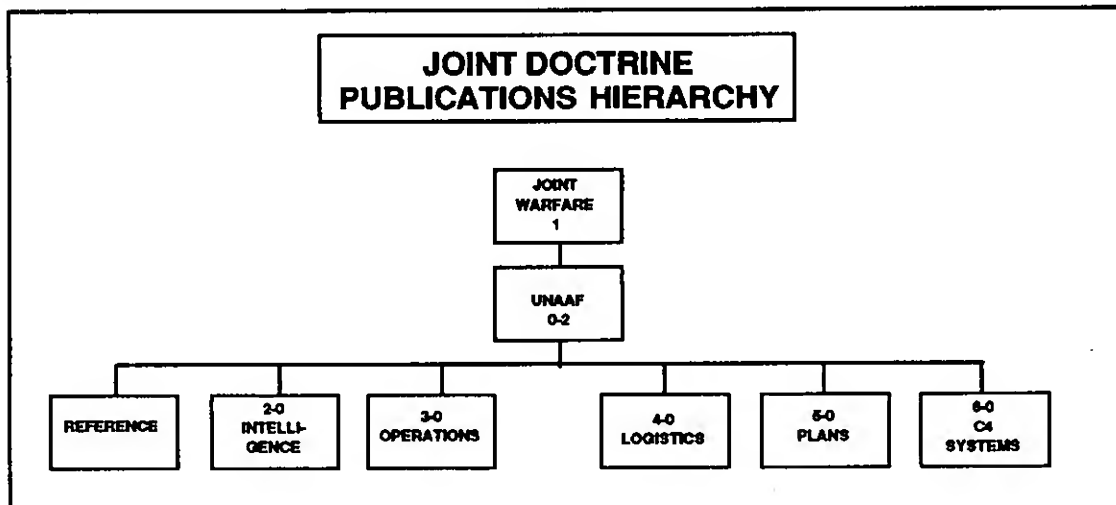 JOINT DOCTRINE
PUBLICATIONS HIERARCHY
JOINT
WARFARE
1
UNAAF
0-2
REFERENCE
2-0
INTELLI-
GENCE
3-0
OPERATIONS
4-0
LOGISTICS
5-0
PLANS
6-0
C4
SYSTEMS